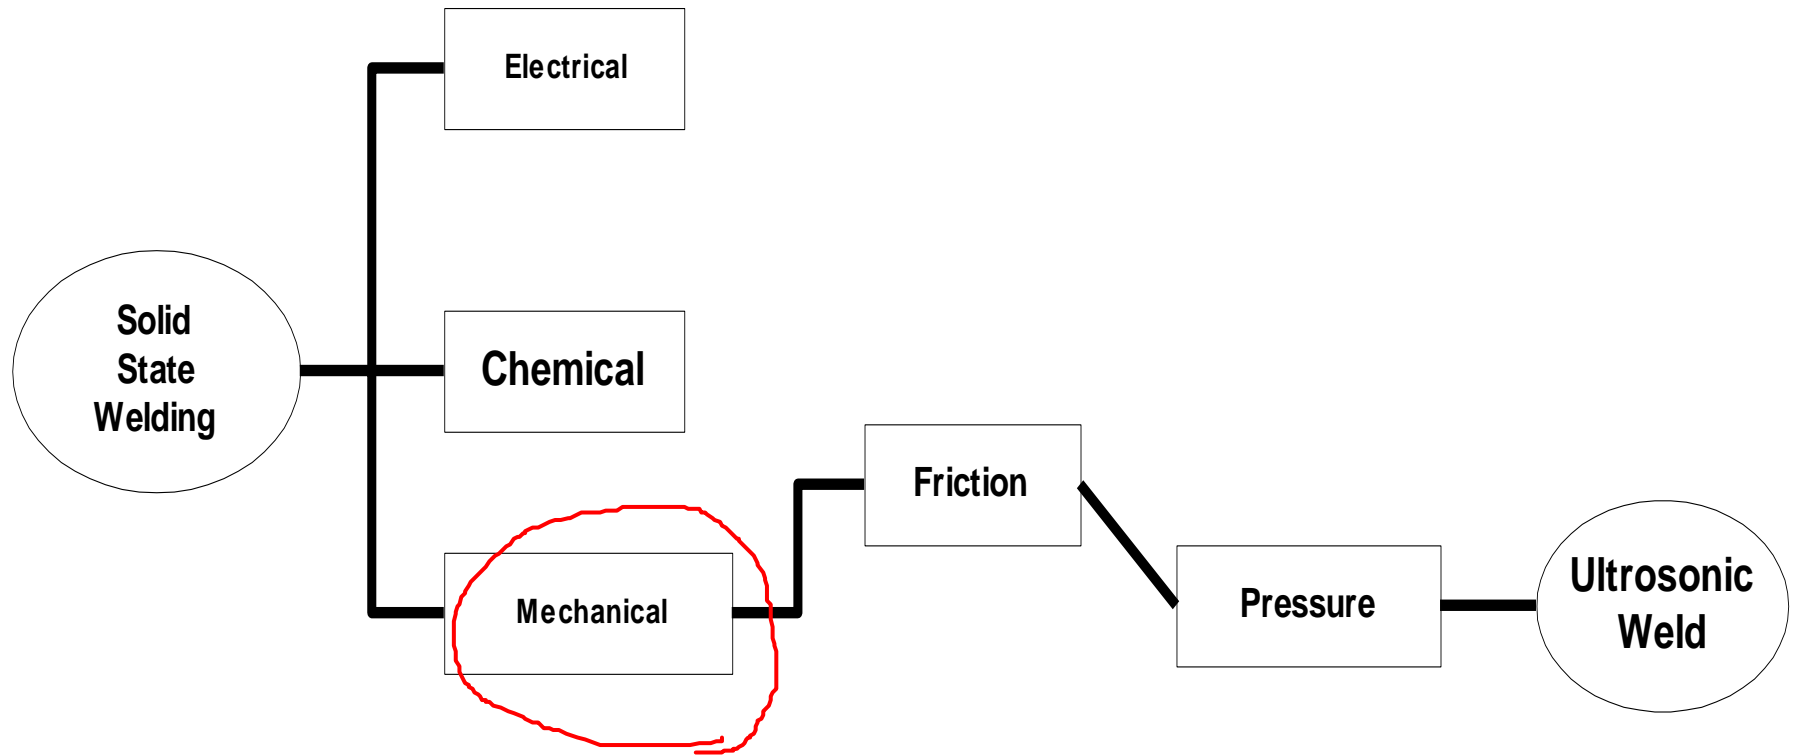 Electrical
Solid
State
Welding
Chemical
Mechanical
Friction
Pressure
Ultrosonic
Weld